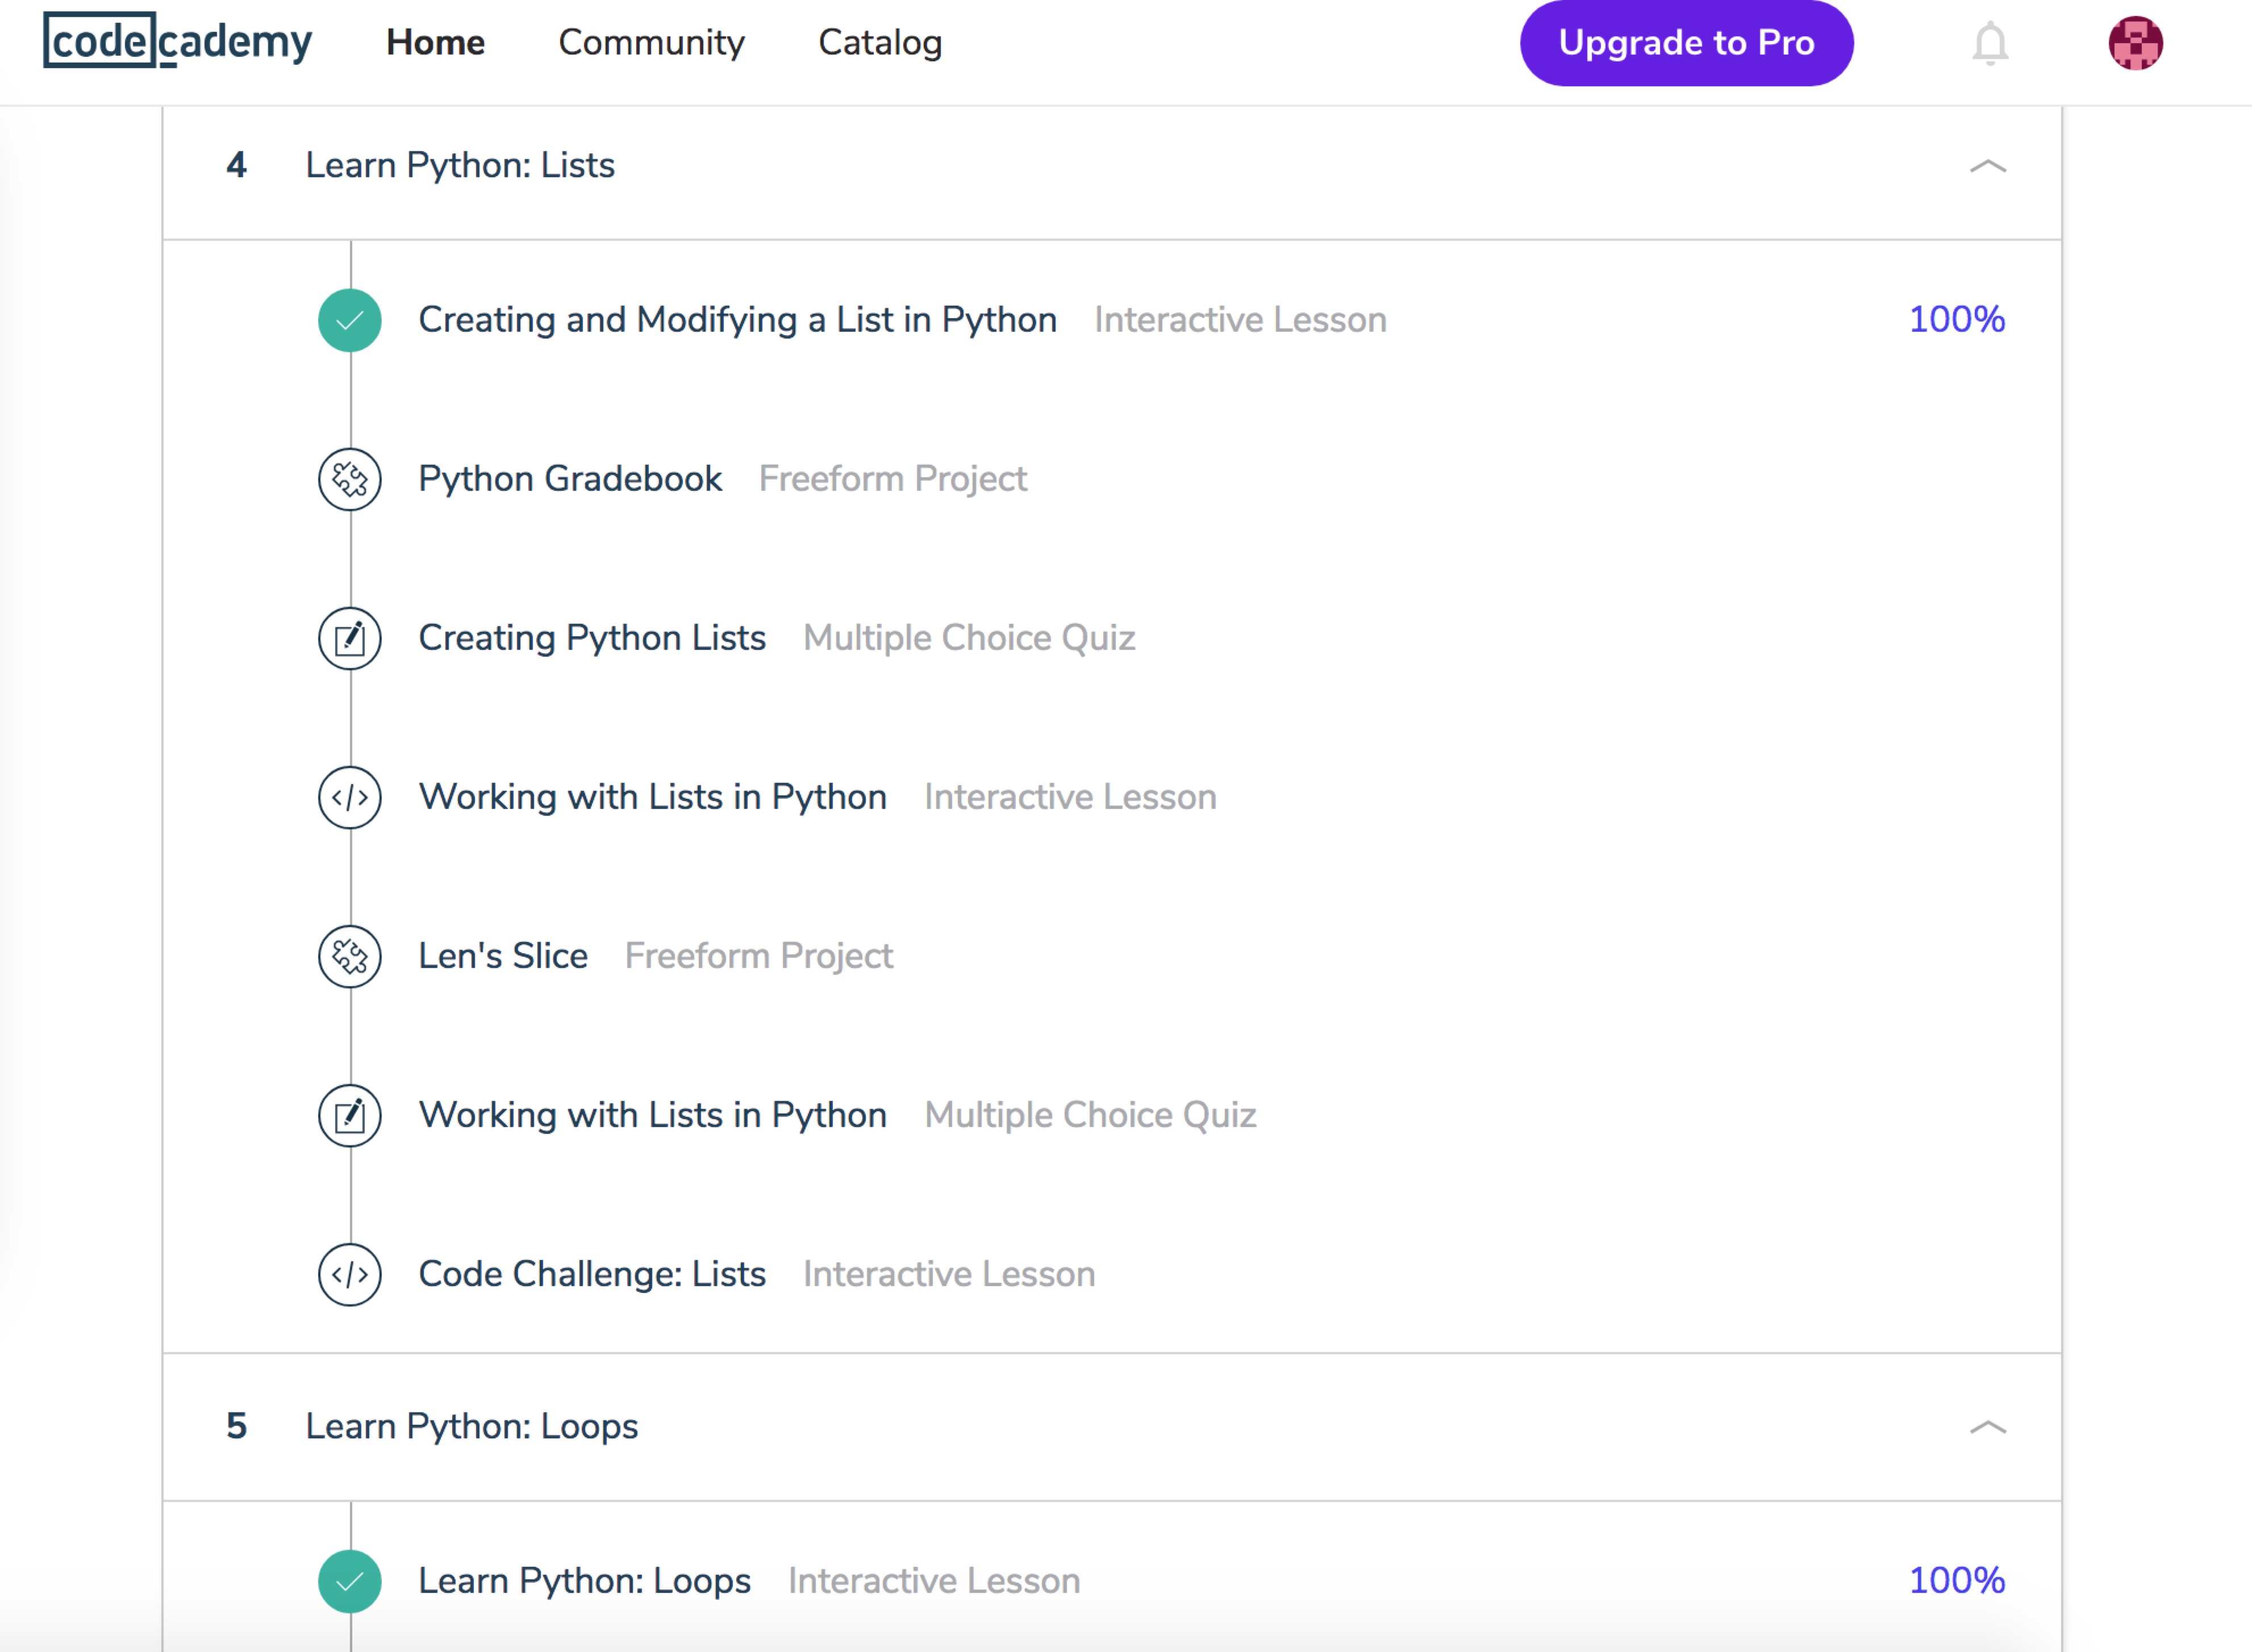 codecademy Home Community Catalog Upgrade to Pro
4 Learn Python: Lists
Creating and Modifying a List in Python Interactive Lesson 100%
Python Gradebook Freeform Project
Creating Python Lists Multiple Choice Quiz
</> Working with Lists in Python Interactive Lesson
Len's Slice Freeform Project
Working with Lists in Python Multiple Choice Quiz
</> Code Challenge: Lists Interactive Lesson
5 Learn Python: Loops
Learn Python: Loops Interactive Lesson 100%